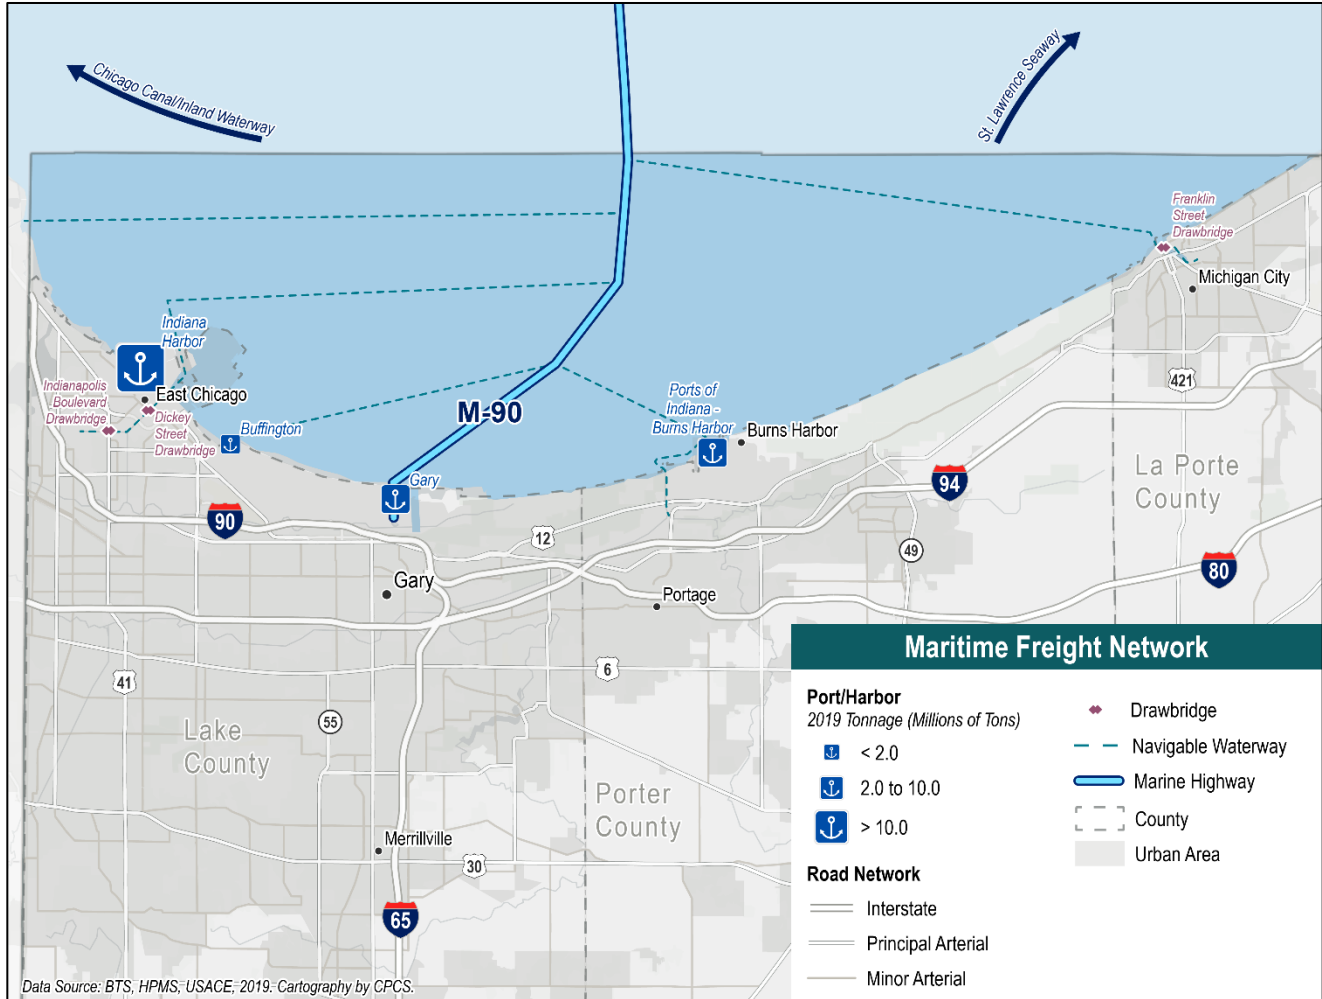 Chicago Canal/Inland Waterway
St. Lawrence Seaway
Franklin
Street
Drawbridge
Michigan City
Indiana
Harbor
Indianapolis
Boulevard
Drawbridge
East Chicago
Dickey
Street
Drawbridge
Buffington
M-90
Ports of
Indiana -
Burns Harbor
Burns Harbor
421
La Porte
County
Gary
90
94
12
49
80
Gary
Portage
6
41
55
Lake
County
Porter
County
Merrillville
30
65
Maritime Freight Network
Port/Harbor
2019 Tonnage (Millions of Tons)
< 2.0
2.0 to 10.0
> 10.0
Road Network
Interstate
Principal Arterial
Minor Arterial
Drawbridge
Navigable Waterway
Marine Highway
County
Urban Area
Data Source: BTS, HPMS, USACE, 2019. Cartography by CPCS.